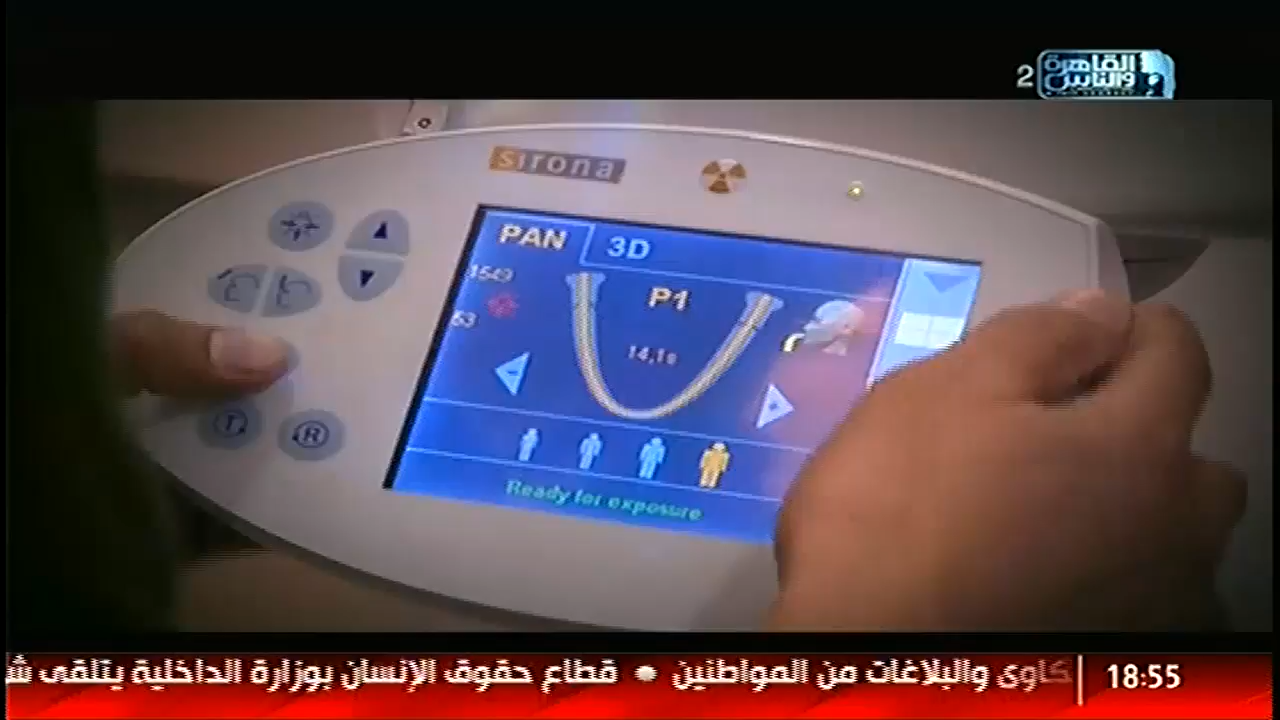 القاهرة
والناس
2
sirona
PAN
3D
1549
P1
63
14,1s
T
R
Ready for exposure
كاوى والبلاغات من المواطنين • قطاع حقوق الإنسان بوزارة الداخلية يتلقى
18:55